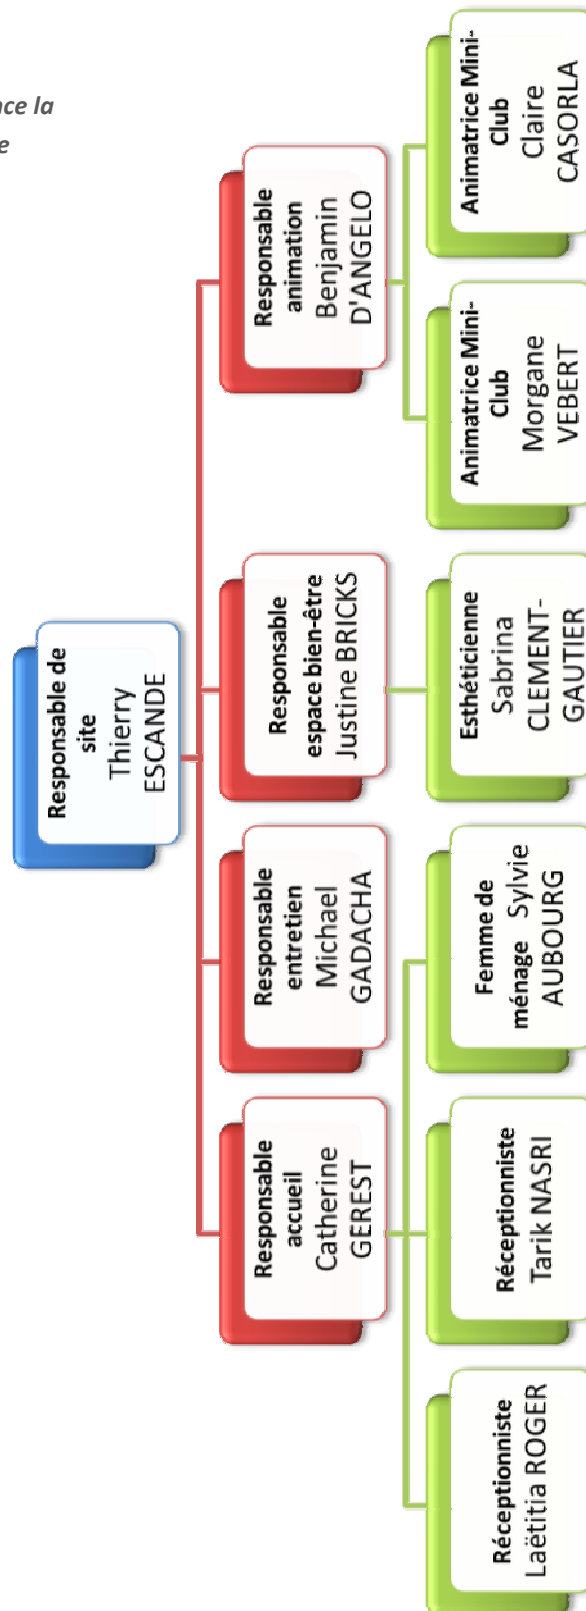 nce la
e
Responsable de
site
Thierry
ESCANDE
Responsable
accueil
Catherine
GEREST
Responsable
entretien
Michael
GADACHA
Responsable
espace bien-être
Justine BRICKS
Responsable
animation
Benjamin
D'ANGELO
Réceptionniste
Laëtitia ROGER
Réceptionniste
Tarik NASRI
Femme de
ménage Sylvie
AUBOURG
Esthéticienne
Sabrina
CLEMENT-
GAUTIER
Animatrice Mini-
Club
Morgane
VEBERT
Animatrice Mini-
Club
Claire
CASORLA